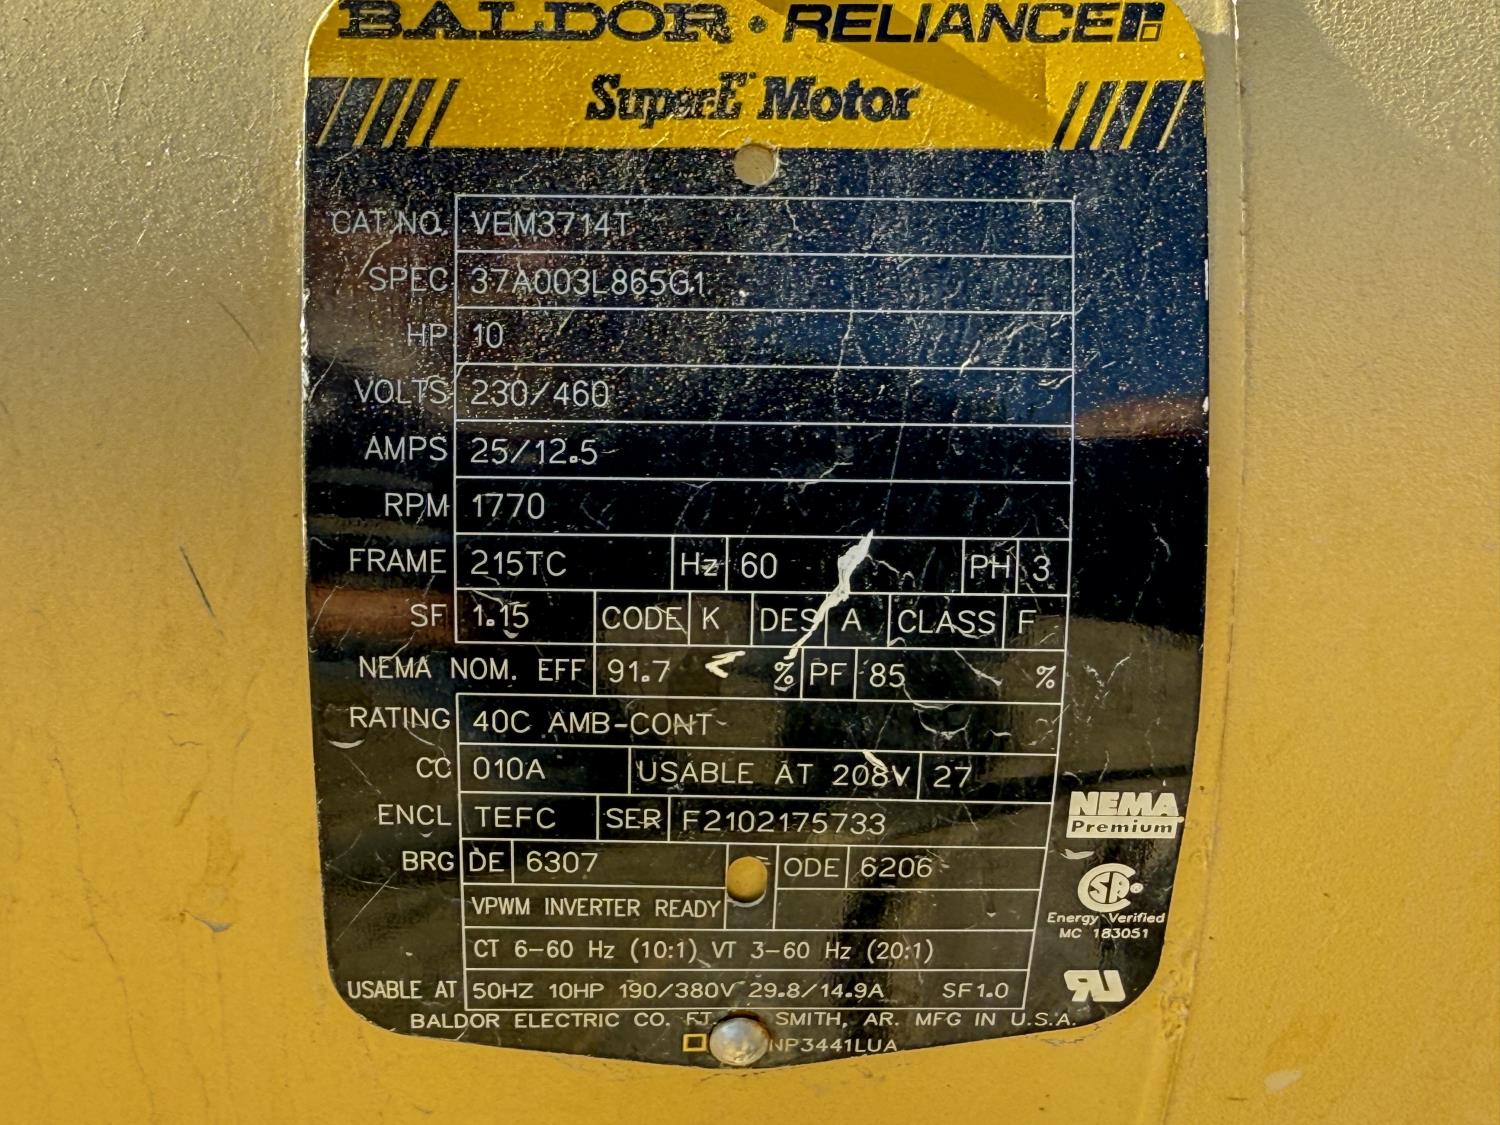 BALDOR • RELIANCE
SuperE Motor
CAT.NO. VEM3714T
SPEC 37A003L865G1
HP 10
VOLTS 230/460
AMPS 25/12.5
RPM 1770
FRAME 215TC Hz 60 PH 3
SF 1.15 CODE K DES A CLASS F
NEMA NOM. EFF 91.7 % PF 85 %
RATING 40C AMB-CONT
CC 010A USABLE AT 208V 27
ENCL TEFC SER F2102175733
BRG DE 6307 ODE 6206
VPWM INVERTER READY
CT 6-60 Hz (10:1) VT 3-60 Hz (20:1)
USABLE AT 50HZ 10HP 190/380V 29.8/14.9A SF1.0
BALDOR ELECTRIC CO. FT. SMITH, AR. MFG IN U.S.A.
NP3441LUA
NEMA
Premium
SA®
Energy Verified
MC 183051